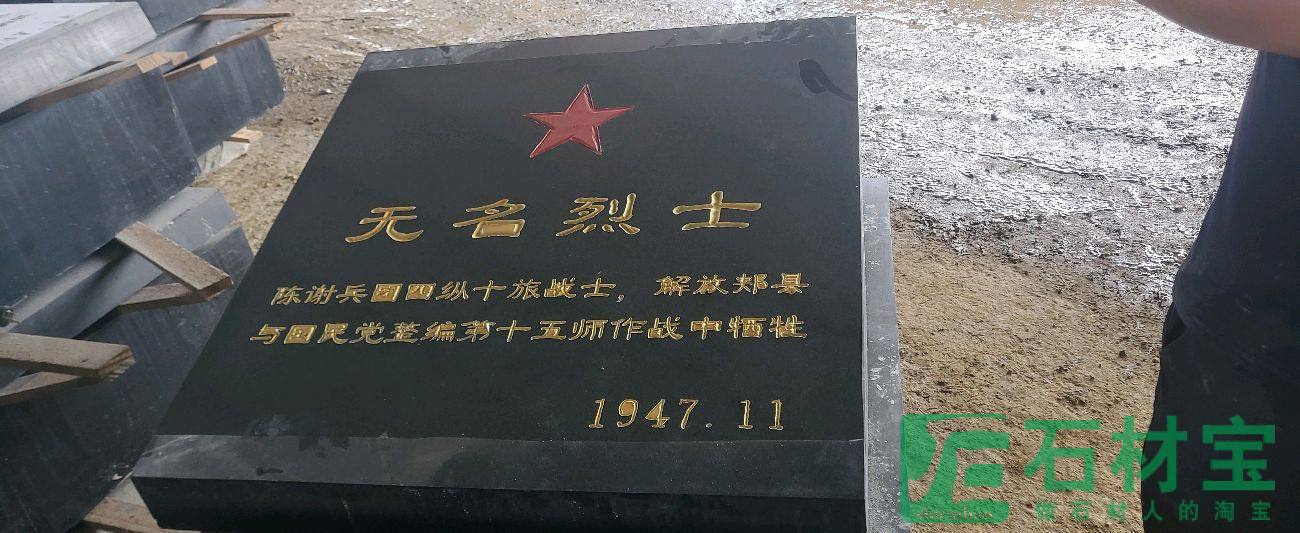 无名烈士
陈谢兵团四纵十旅战士，解放郏县
与国民党整编第十五师作战中牺牲
1947.11
石材宝
做石材人的淘宝